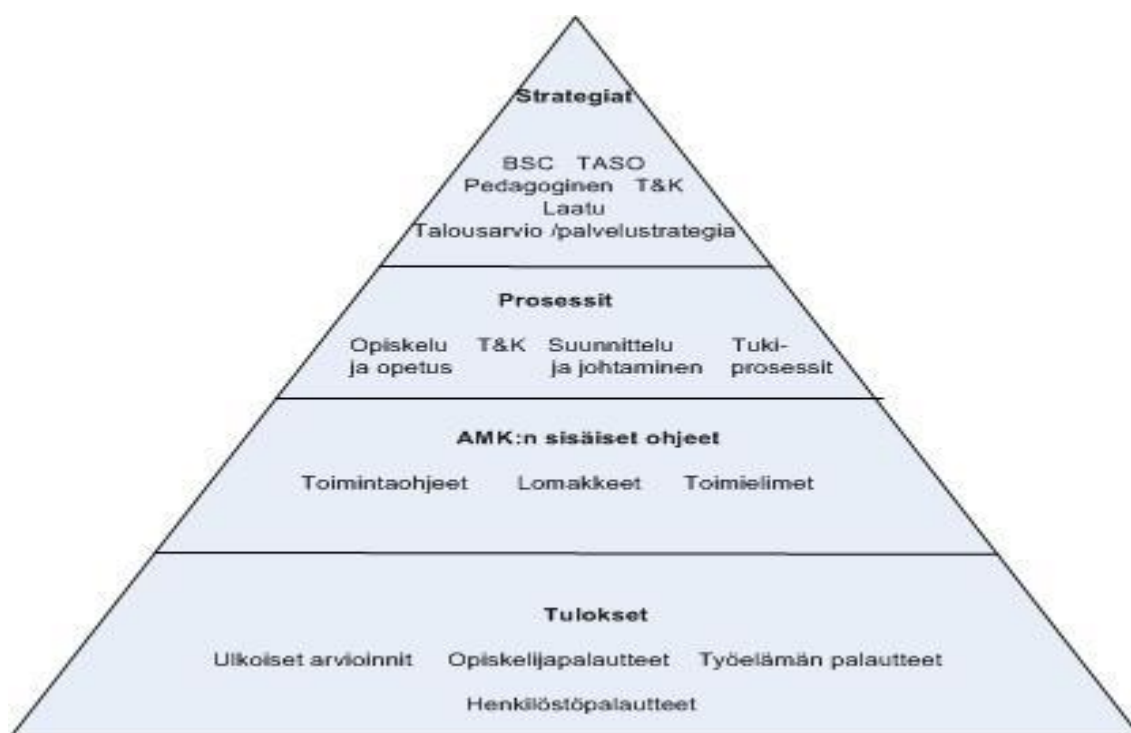 Strategiat
BSC TASO
Pedagoginen T&K
Laatu
Talousarvio /palvelustrategia
Prosessit
Opiskelu T&K Suunnittelu Tuki-
ja opetus ja johtaminen prosessit
AMK:n sisäiset ohjeet
Toimintaohjeet Lomakkeet Toimielimet
Tulokset
Ulkoiset arvioinnit Opiskelijapalautteet Työelämän palautteet
Henkilöstöpalautteet